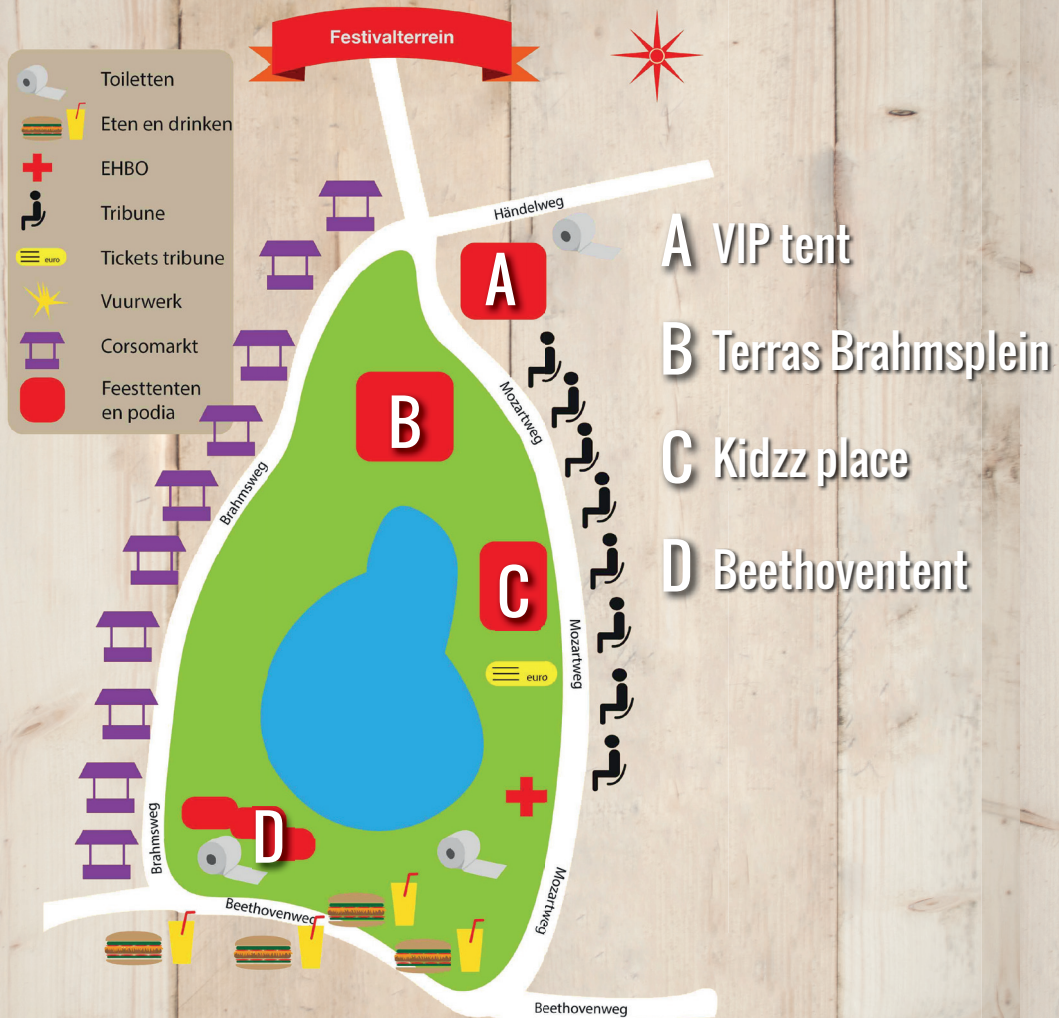 Festivalterrein
Toiletten
Eten en drinken
EHBO
Tribune
euro
Tickets tribune
Vuurwerk
Corsomarkt
Feesttenten
en podia
Händelweg
A
A VIP tent
B Terras Brahmsplein
C Kidzz place
D Beethoventent
Mozartweg
B
Brahmsweg
C
Mozartweg
euro
D
Brahmsweg
Mozartweg
Beethovenweg
Beethovenweg